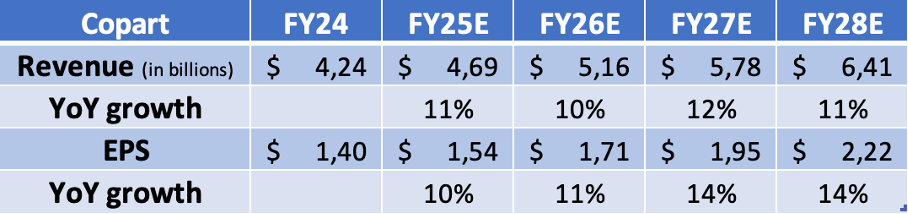 Copart FY24 FY25E FY26E FY27E FY28E
Revenue (in billions) $ 4,24 $ 4,69 $ 5,16 $ 5,78 $ 6,41
YoY growth 11% 10% 12% 11%
EPS $ 1,40 $ 1,54 $ 1,71 $ 1,95 $ 2,22
YoY growth 10% 11% 14% 14%